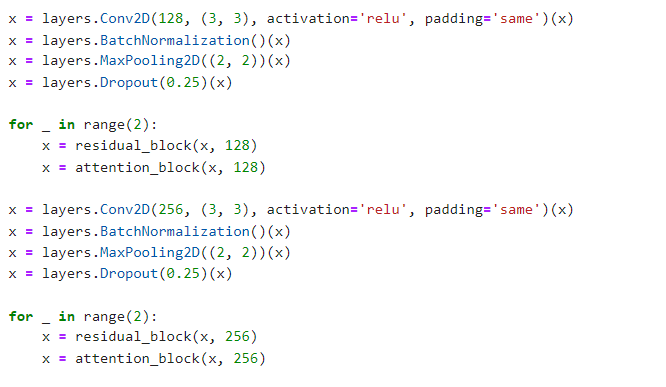 x = layers.Conv2D(128, (3, 3), activation='relu', padding='same')(x)
x = layers.BatchNormalization()(x)
x = layers.MaxPooling2D((2, 2))(x)
x = layers.Dropout(0.25)(x)

for _ in range(2):
    x = residual_block(x, 128)
    x = attention_block(x, 128)

x = layers.Conv2D(256, (3, 3), activation='relu', padding='same')(x)
x = layers.BatchNormalization()(x)
x = layers.MaxPooling2D((2, 2))(x)
x = layers.Dropout(0.25)(x)

for _ in range(2):
    x = residual_block(x, 256)
    x = attention_block(x, 256)